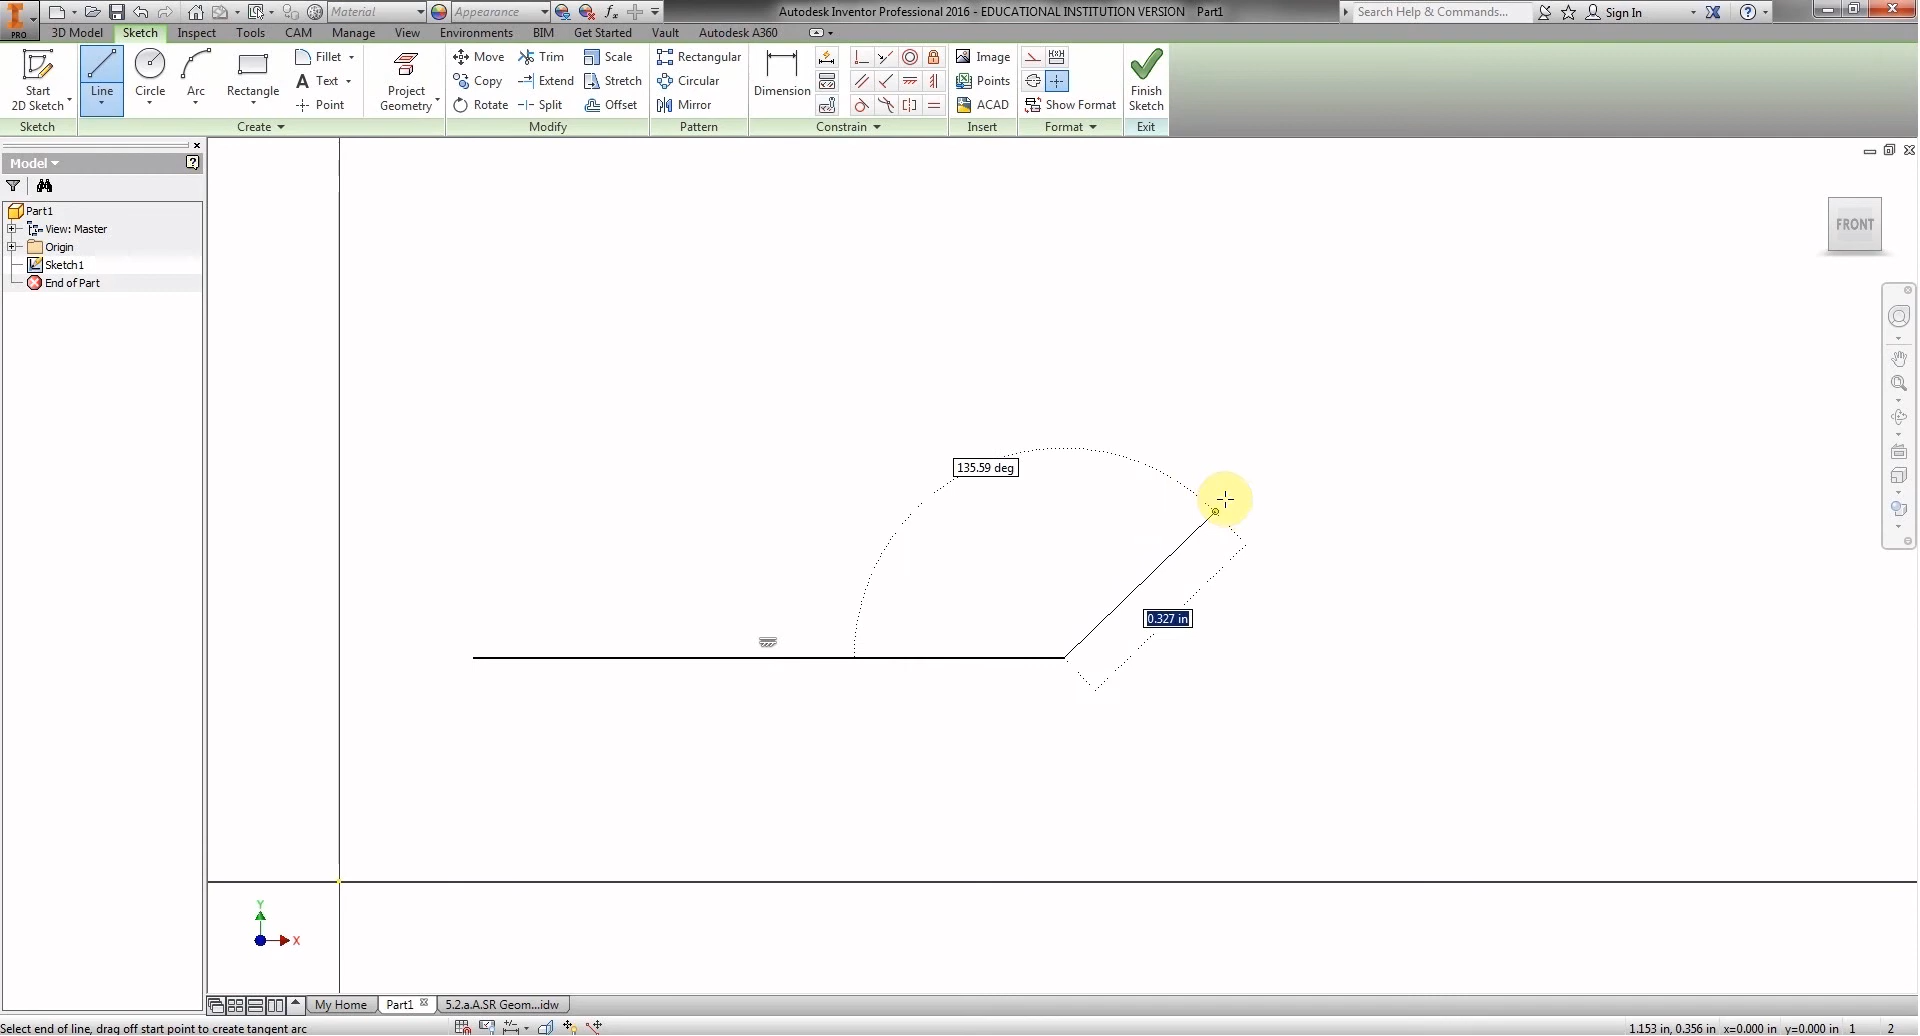 Material
Appearance
Autodesk Inventor Professional 2016 - EDUCATIONAL INSTITUTION VERSION Part1
Search Help & Commands...
Sign In
PRO
3D Model Sketch Inspect Tools CAM Manage View Environments BIM Get Started Vault Autodesk A360
Start
2D Sketch
Line
Circle
Arc
Rectangle
Fillet
Text
Point
Project
Geometry
Move Trim Scale
Copy Extend Stretch
Rotate Split Offset
Rectangular
Circular
Mirror
Dimension
Image
Points
ACAD
Show Format
Finish
Sketch
Sketch Create Modify Pattern Constrain Insert Format Exit
Model
Part1
View: Master
Origin
Sketch1
End of Part
FRONT
135.59 deg
0.327 in
Y
X
My Home Part1 5.2.a.A.SR Geom...idw
Select end of line, drag off start point to create tangent arc
1.153 in, 0.356 in x=0.000 in y=0.000 in 1 2